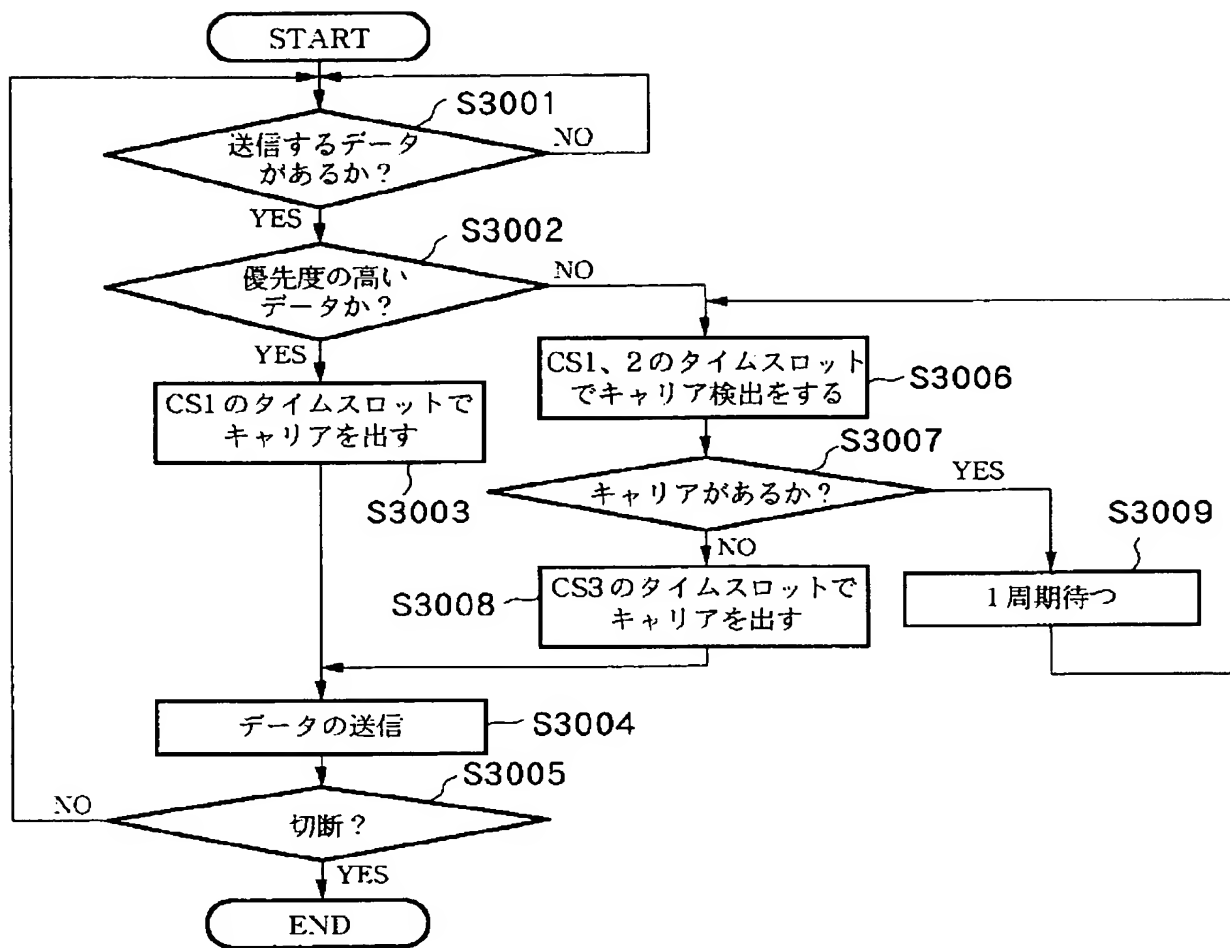 START
S3001
送信するデータ
があるか?
NO
YES
S3002
優先度の高い
データか?
NO
YES
CS1のタイムスロットで
キャリアを出す
S3003
CS1、2のタイムスロット
でキャリア検出をする
S3006
S3007
キャリアがあるか?
YES
NO
S3009
1周期待つ
S3008
CS3のタイムスロットで
キャリアを出す
データの送信
S3004
S3005
NO
切断?
YES
END